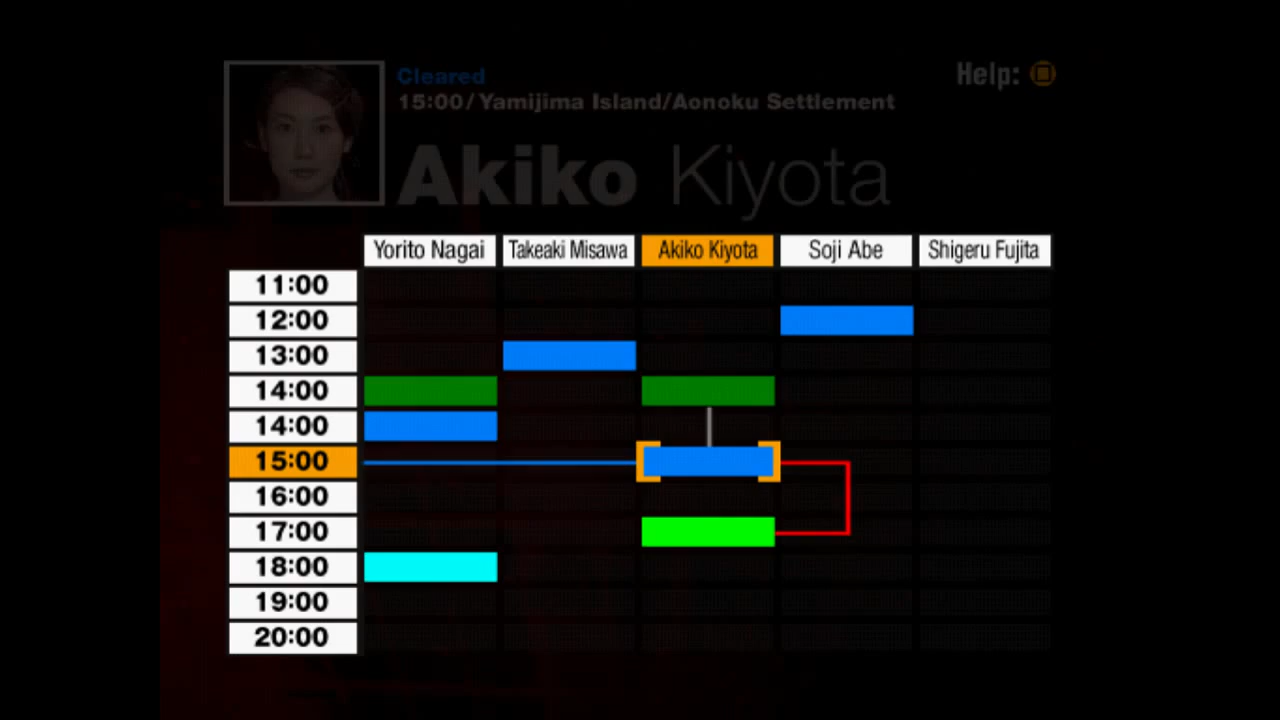 Cleared
Help:
15:00/Yamijima Island/Aonoku Settlement
Akiko Kiyota
Yorito Nagai Takeaki Misawa Akiko Kiyota Soji Abe Shigeru Fujita
11:00
12:00
13:00
14:00
14:00
15:00
16:00
17:00
18:00
19:00
20:00